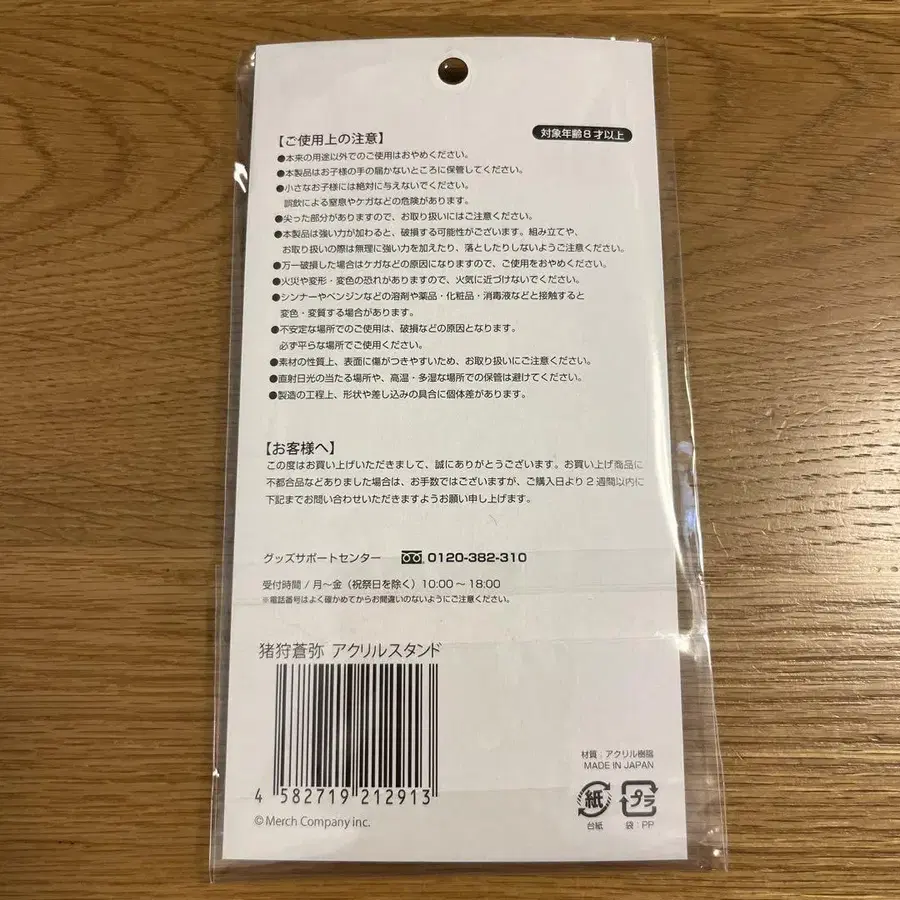 対象年齢8才以上
【ご使用上の注意】
●本来の用途以外でのご使用はおやめください。
●本製品はお子様の手の届かないところに保管してください。
●小さなお子様には絶対に与えないでください。
誤飲による窒息やケガなどの危険があります。
●尖った部分がありますので、お取り扱いにはご注意ください。
●本製品は強い力が加わると、破損する可能性がございます。組み立てや、
お取り扱いの際は無理に強い力を加えたり、落としたりしないようご注意ください。
●万一破損した場合はケガなどの原因になりますので、ご使用をおやめください。
●火災や変形・変色の恐れがありますので、火気に近づけないでください。
●シンナーやベンジンなどの溶剤や薬品・化粧品・消毒液などと接触すると
変色・変質する場合があります。
●不安定な場所でのご使用は、破損などの原因となります。
必ず平らな場所でご使用ください。
●素材の性質上、表面に傷がつきやすいため、お取り扱いにご注意ください。
●直射日光の当たる場所や、高温・多湿な場所での保管は避けてください。
●製造の工程上、形状や差し込みの具合に個体差があります。
【お客様へ】
この度はお買い上げいただきまして、誠にありがとうございます。お買い上げ商品に
不都合品などありました場合は、お手数ではございますが、ご購入日より2週間以内に
下記までお問い合わせいただきますようお願い申し上げます。
グッズサポートセンター 0120-382-310
受付時間/月〜金（祝祭日を除く）10:00〜18:00
※電話番号はよく確かめてからお間違のないようにご注意ください。
猪狩蒼弥 アクリルスタンド
4 582719 212913
© Merch Company inc.
材質：アクリル樹脂
MADE IN JAPAN
紙 プラ
台紙 袋：PP